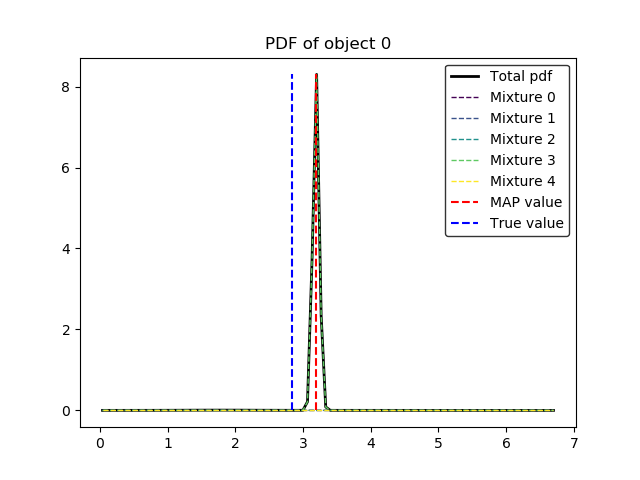 PDF of object 0
8
6
4
2
0
0 1 2 3 4 5 6 7
Total pdf
Mixture 0
Mixture 1
Mixture 2
Mixture 3
Mixture 4
MAP value
True value